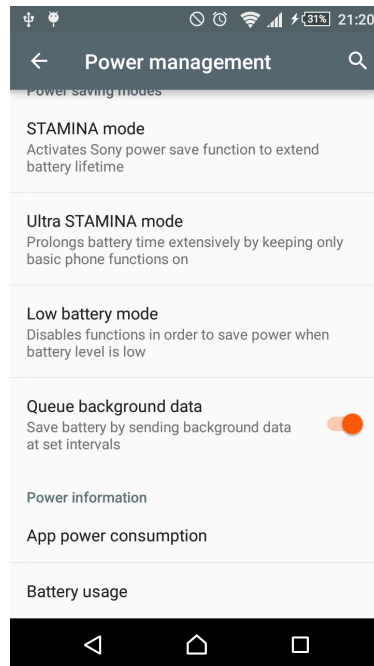 31% 21:20
Power management
Power saving modes
STAMINA mode
Activates Sony power save function to extend
battery lifetime
Ultra STAMINA mode
Prolongs battery time extensively by keeping only
basic phone functions on
Low battery mode
Disables functions in order to save power when
battery level is low
Queue background data
Save battery by sending background data
at set intervals
Power information
App power consumption
Battery usage